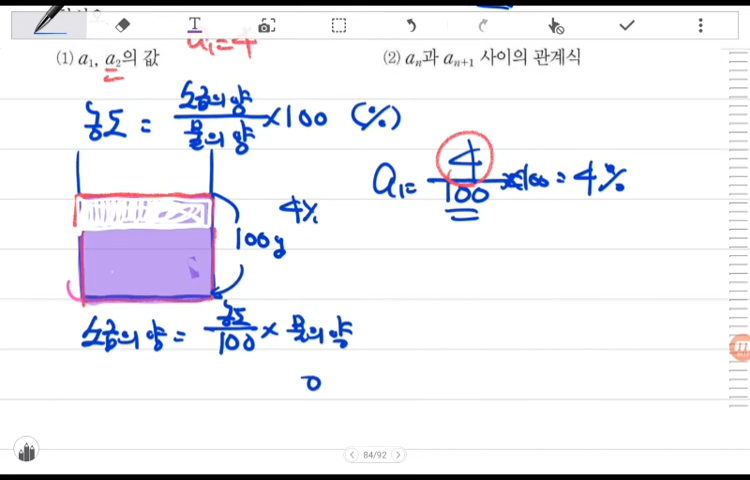 a₁=4
(1) a₁, a₂의 값
(2) aₙ과 aₙ₊₁ 사이의 관계식
농도 = 소금의양/물의양 ×100 (%)
a₁= 4/100 ×100 = 4%
4%
100g
소금의 양 = 농도/100 × 물의 양
84/92